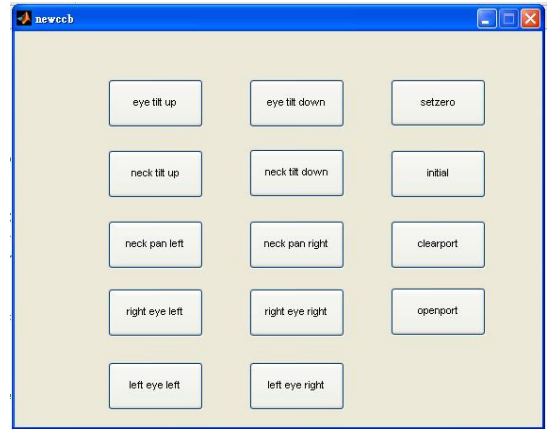 newccb
eye tilt up eye tilt down setzero
neck tilt up neck tilt down initial
neck pan left neck pan right clearport
right eye left right eye right openport
left eye left left eye right